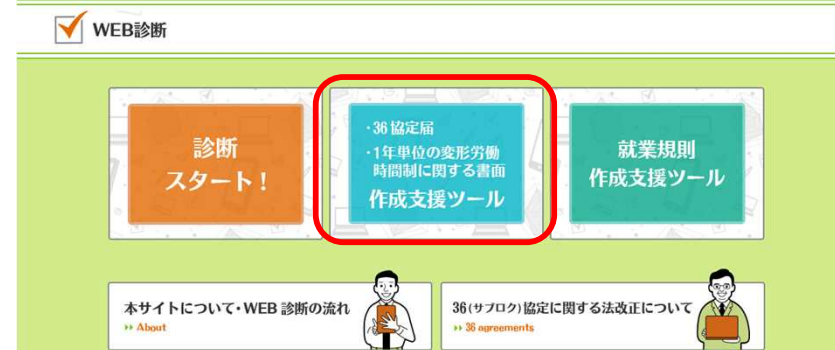 WEB診断
診断
スタート！
・36協定届
・1年単位の変形労働
時間制に関する書面
作成支援ツール
就業規則
作成支援ツール
本サイトについて・WEB 診断の流れ
›› About
36(サブロク)協定に関する法改正について
›› 36 agreements